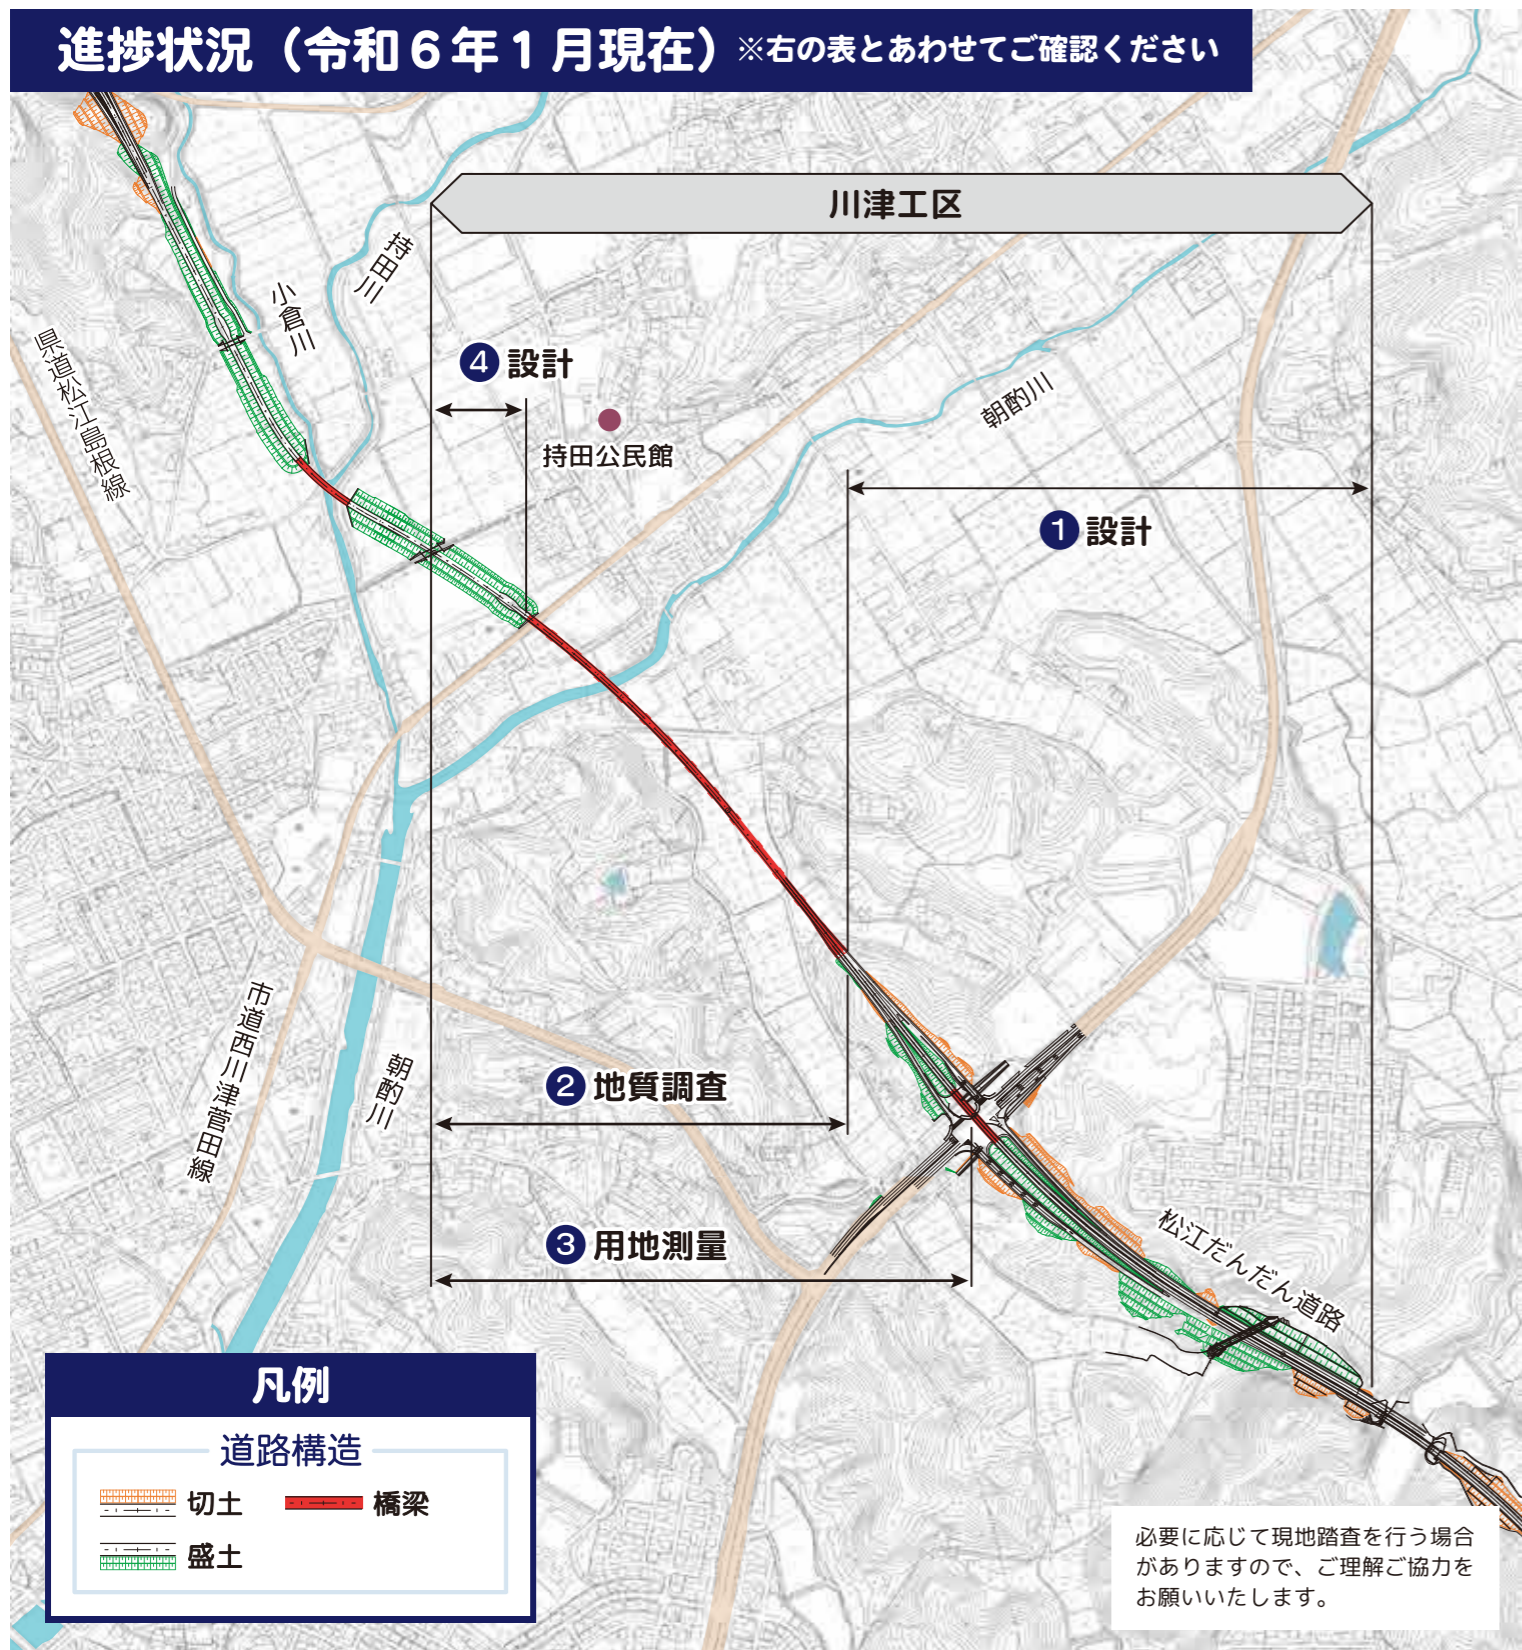 進捗状況（令和６年１月現在）※右の表とあわせてご確認ください
川津工区
持田川
小倉川
県道松江島根線
4 設計
持田公民館
朝酌川
1 設計
2 地質調査
市道西川津菅田線
朝酌川
3 用地測量
松江だんだん道路
凡例
道路構造
切土
橋梁
盛土
必要に応じて現地踏査を行う場合
がありますので、ご理解ご協力を
お願いいたします。